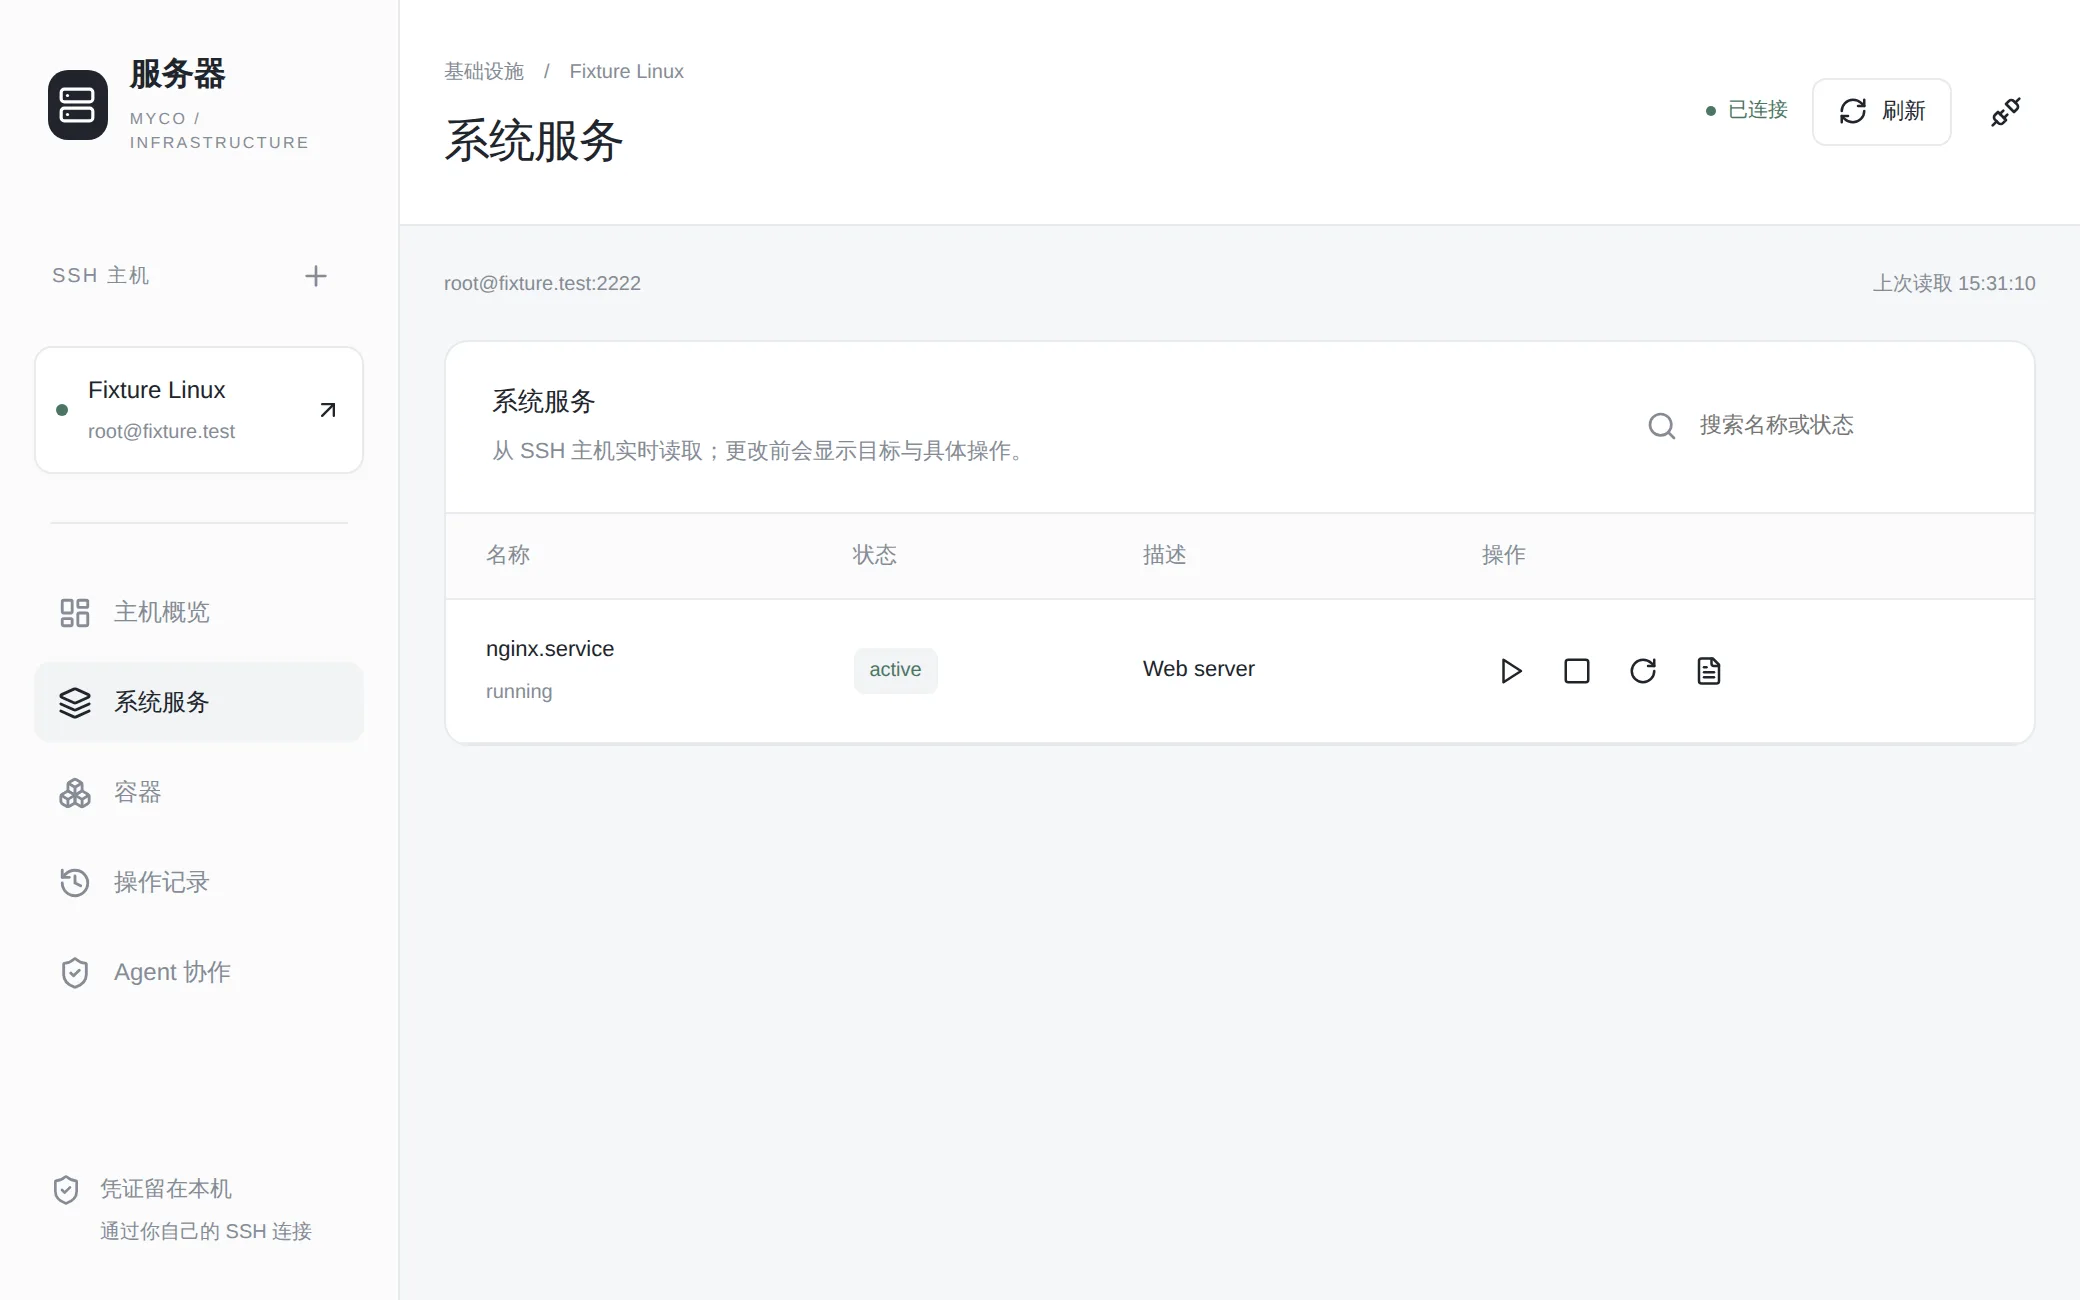 服务器
MYCO /
INFRASTRUCTURE
SSH 主机
Fixture Linux
root@fixture.test
主机概览
系统服务
容器
操作记录
Agent 协作
凭证留在本机
通过你自己的 SSH 连接
基础设施 / Fixture Linux
系统服务
已连接
刷新
root@fixture.test:2222
上次读取 15:31:10
系统服务
从 SSH 主机实时读取；更改前会显示目标与具体操作。
搜索名称或状态
名称 状态 描述 操作
nginx.service
running
active
Web server